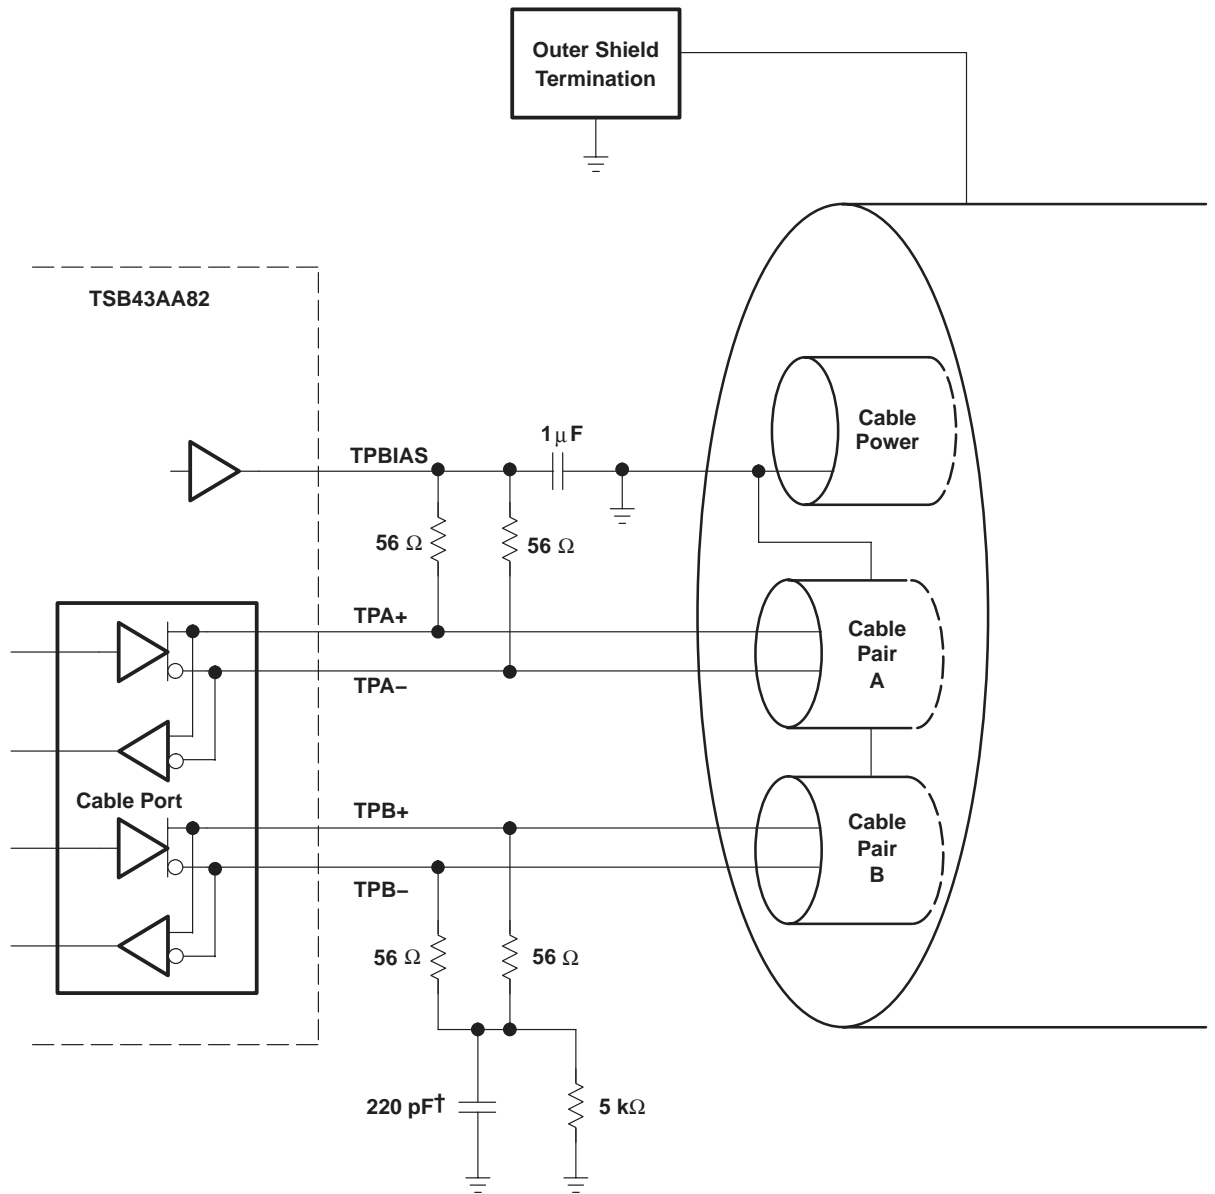 Outer Shield
Termination
TSB43AA82
Cable
Power
1 μF
TPBIAS
56 Ω
56 Ω
TPA+
Cable
Pair
A
TPA−
Cable Port
TPB+
Cable
Pair
B
TPB−
56 Ω
56 Ω
220 pF†
5 kΩ